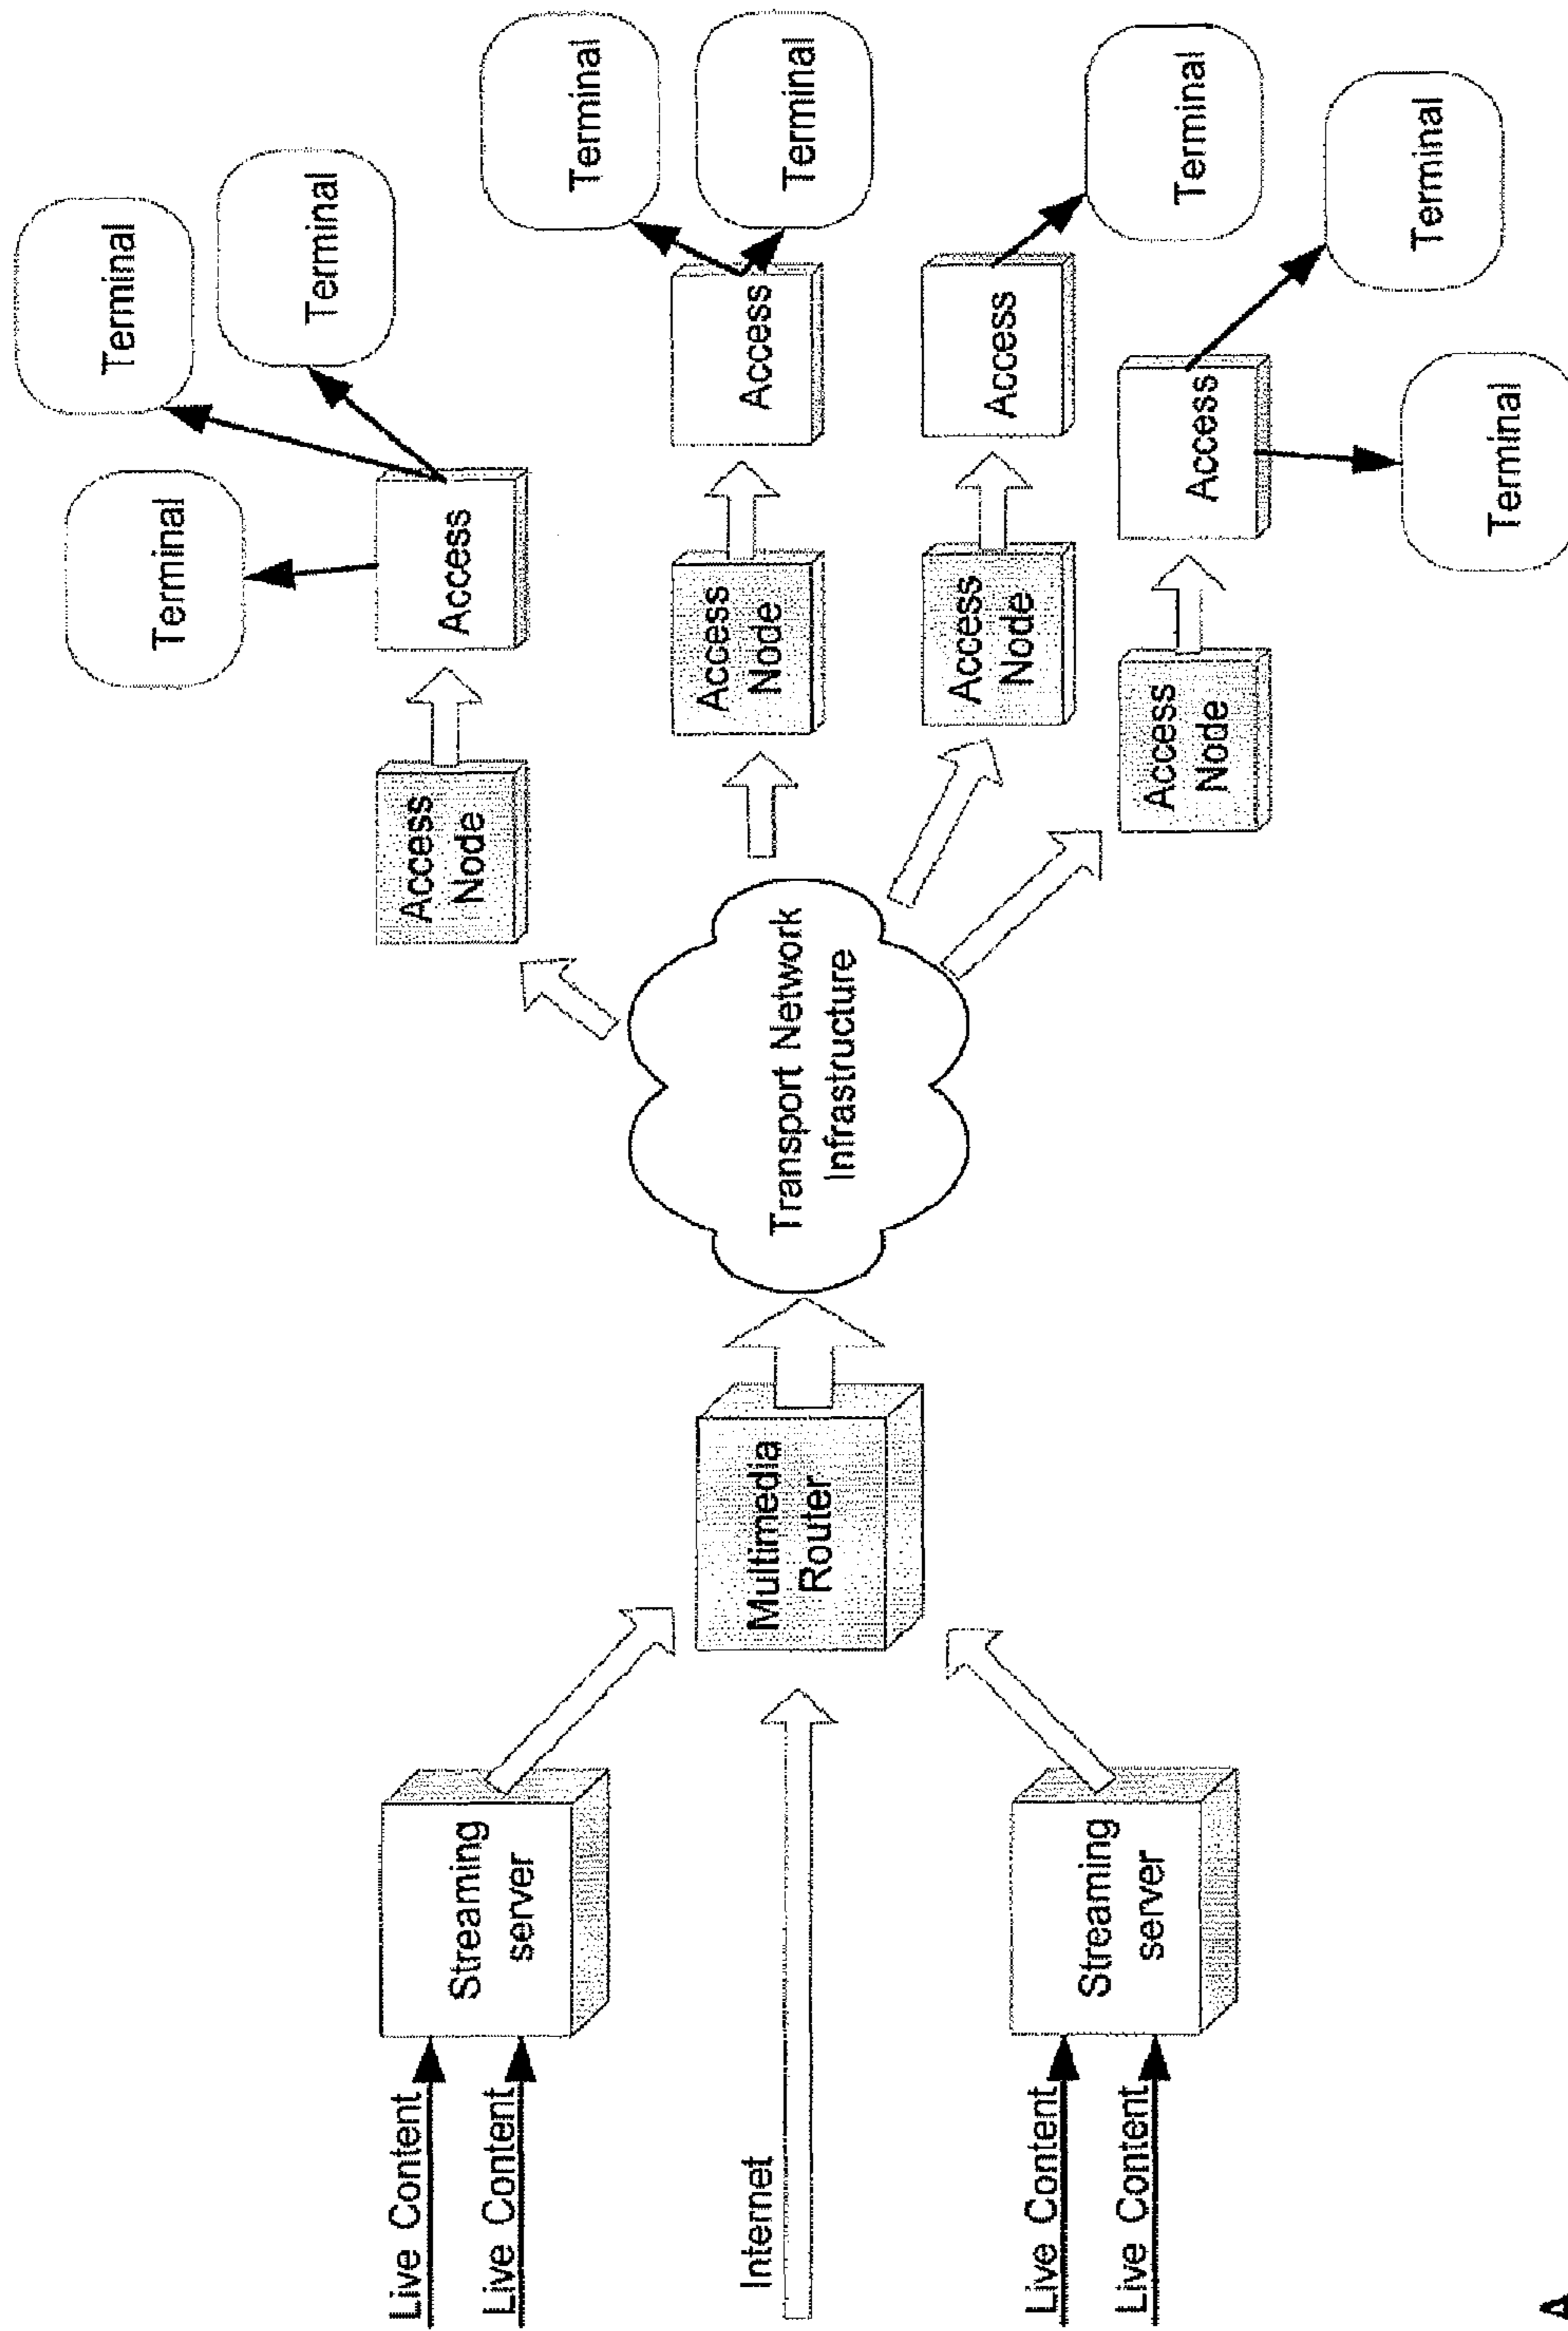 Live Content
Live Content
Streaming
server
Internet
Live Content
Live Content
Streaming
server
Multimedia
Router
Transport Network
Infrastructure
Access
Node
Access
Terminal
Terminal
Terminal
Access
Node
Access
Terminal
Terminal
Access
Node
Access
Terminal
Access
Node
Access
Terminal
Terminal
A